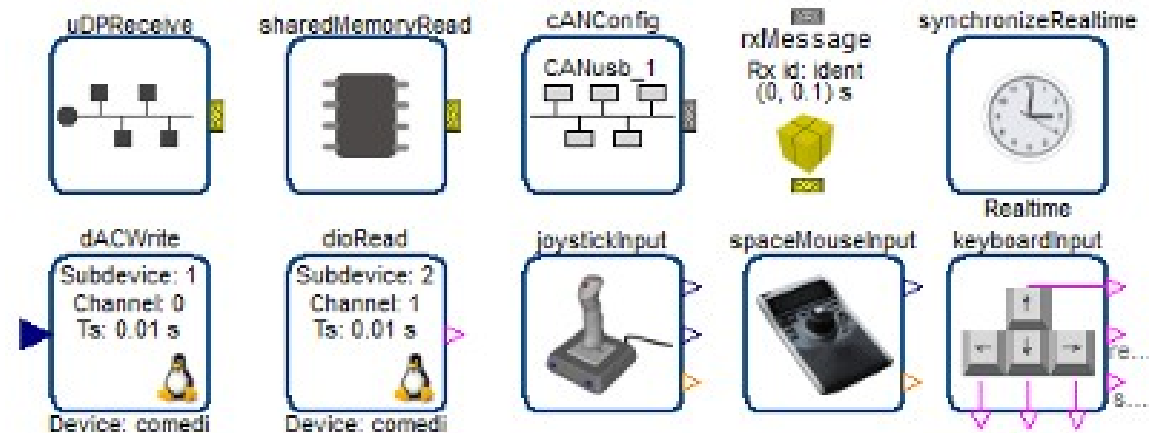 uDPReceive
sharedMemoryRead
cANConfig
CANusb_1
rxMessage
Rx id: ident
(0, 0.1) s
synchronizeRealtime
Realtime
dACWrite
Subdevice: 1
Channel: 0
Ts: 0.01 s
Device: comedi
dioRead
Subdevice: 2
Channel: 1
Ts: 0.01 s
Device: comedi
joystickInput
spaceMouseInput
keyboardInput
re...
s....